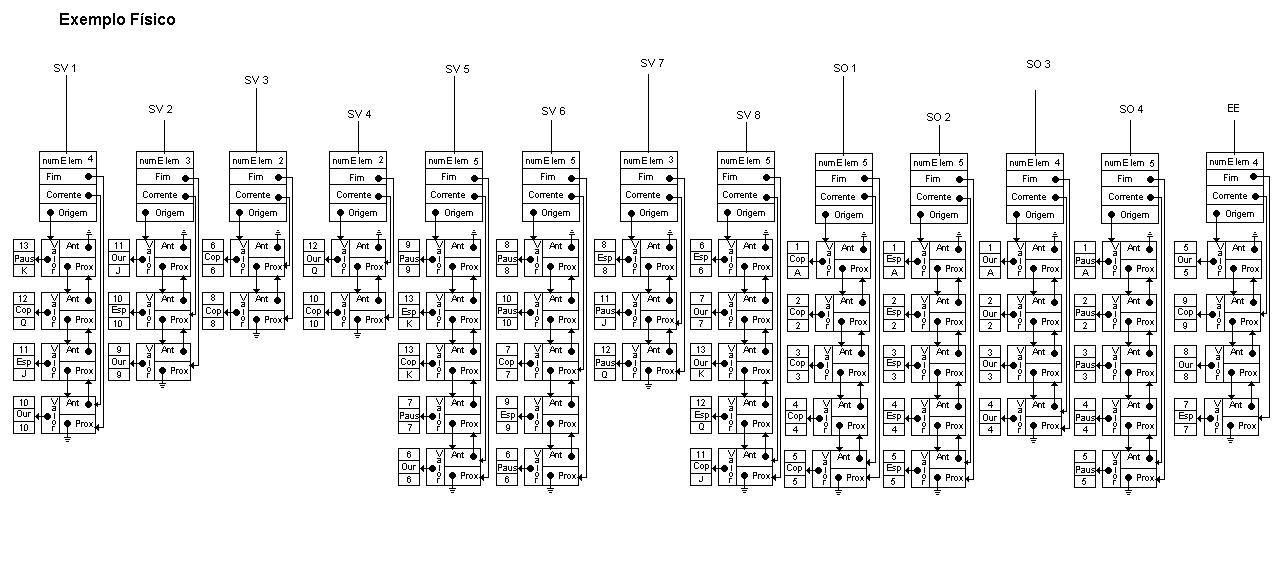 Exemplo Físico
SV 1
numElem 4
Fim
Corrente
Origem
13 Paus K Valor Ant Prox
12 Cop Q Valor Ant Prox
11 Esp J Valor Ant Prox
10 Our 10 Valor Ant Prox
SV 2
numElem 3
Fim
Corrente
Origem
11 Our J Valor Ant Prox
10 Esp 10 Valor Ant Prox
9 Our 9 Valor Ant Prox
SV 3
numElem 2
Fim
Corrente
Origem
6 Cop 6 Valor Ant Prox
8 Cop 8 Valor Ant Prox
SV 4
numElem 2
Fim
Corrente
Origem
12 Our Q Valor Ant Prox
10 Cop 10 Valor Ant Prox
SV 5
numElem 5
Fim
Corrente
Origem
9 Paus 9 Valor Ant Prox
13 Esp K Valor Ant Prox
13 Cop K Valor Ant Prox
7 Paus 7 Valor Ant Prox
6 Our 6 Valor Ant Prox
SV 6
numElem 5
Fim
Corrente
Origem
8 Paus 8 Valor Ant Prox
10 Paus 10 Valor Ant Prox
7 Cop 7 Valor Ant Prox
9 Esp 9 Valor Ant Prox
6 Paus 6 Valor Ant Prox
SV 7
numElem 3
Fim
Corrente
Origem
8 Esp 8 Valor Ant Prox
11 Paus J Valor Ant Prox
12 Paus Q Valor Ant Prox
SV 8
numElem 5
Fim
Corrente
Origem
6 Esp 6 Valor Ant Prox
7 Our 7 Valor Ant Prox
13 Our K Valor Ant Prox
12 Esp Q Valor Ant Prox
11 Cop J Valor Ant Prox
SO 1
numElem 5
Fim
Corrente
Origem
1 Cop A Valor Ant Prox
2 Cop 2 Valor Ant Prox
3 Cop 3 Valor Ant Prox
4 Cop 4 Valor Ant Prox
5 Cop 5 Valor Ant Prox
SO 2
numElem 5
Fim
Corrente
Origem
1 Esp A Valor Ant Prox
2 Esp 2 Valor Ant Prox
3 Esp 3 Valor Ant Prox
4 Esp 4 Valor Ant Prox
5 Esp 5 Valor Ant Prox
SO 3
numElem 4
Fim
Corrente
Origem
1 Our A Valor Ant Prox
2 Our 2 Valor Ant Prox
3 Our 3 Valor Ant Prox
4 Our 4 Valor Ant Prox
SO 4
numElem 5
Fim
Corrente
Origem
1 Paus A Valor Ant Prox
2 Paus 2 Valor Ant Prox
3 Paus 3 Valor Ant Prox
4 Paus 4 Valor Ant Prox
5 Paus 5 Valor Ant Prox
EE
numElem 4
Fim
Corrente
Origem
5 Our 5 Valor Ant Prox
9 Cop 9 Valor Ant Prox
8 Our 8 Valor Ant Prox
7 Esp 7 Valor Ant Prox